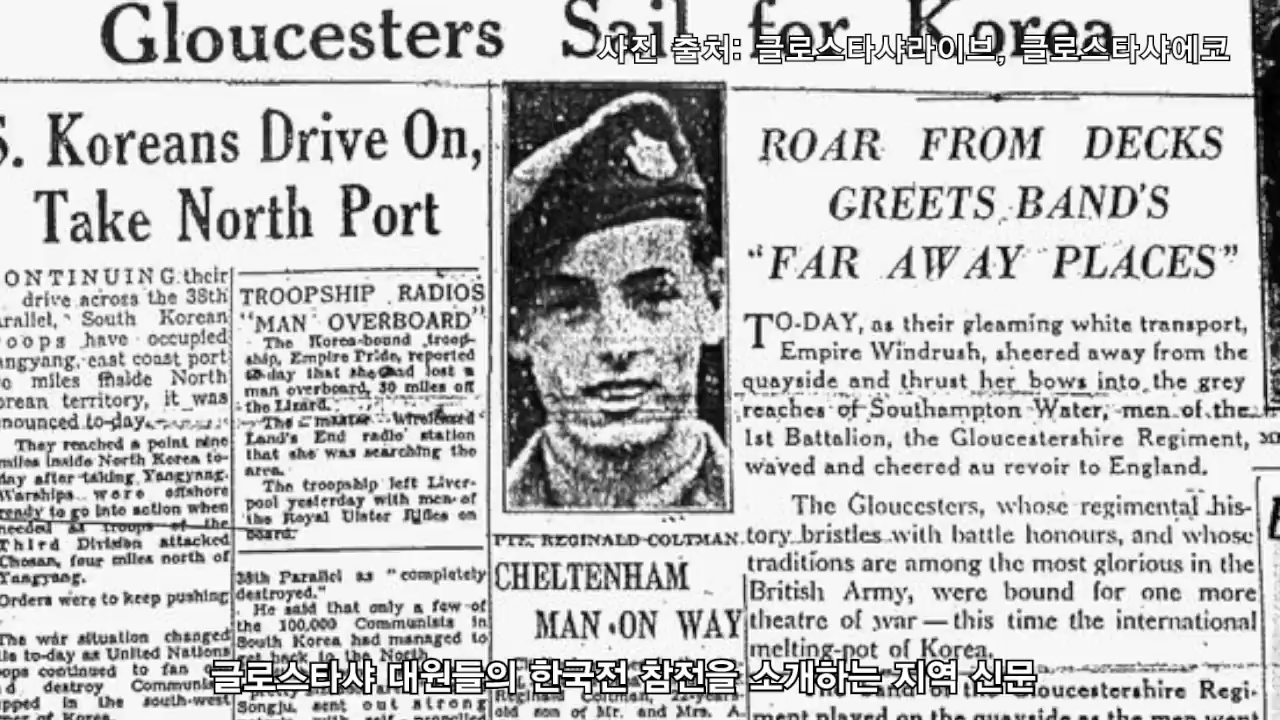 Gloucesters Sail for Korea
사진 출처: 글로스타샤라이브, 글로스타샤에코
S. Koreans Drive On,
Take North Port
ONTINUING their
drive across the 38th
South Korean
have occupied
east coast port
miles inside North
territory, it was
to-day.
They reached a point nine
miles inside North Korea to-
day after taking Yangyang.
Warships were offshore
ready to go into action when
needed as troops of the
Third Division attacked
Chosan, four miles north of
Yangyang.
Orders were to keep pushing
The war situation changed
to-day as United Nations
continued to fan
destroy
in the south-west
of Korea.
TROOPSHIP RADIOS
"MAN OVERBOARD"
The Korea-bound troop-
ship, Empire Pride, reported
to-day that she had lost a
man overboard, 30 miles off
the Lizard.
The master wirelessed
Land's End radio station
that she was searching the
area.
The troopship left Liver-
pool yesterday with men of
the Royal Ulster Rifles on
board.
38th Parallel as "completely
destroyed."
He said that only a few of
the 100,000 Communists in
South Korea had managed to
get back to the North.
Songju, sent out strong
PTE. REGINALD COLTMAN.
CHELTENHAM
MAN ON WAY
Reginald Coltman,
old son of Mr. and Mrs. A.
ROAR FROM DECKS
GREETS BAND'S
"FAR AWAY PLACES"
TO-DAY, as their gleaming white transport,
Empire Windrush, sheered away from the
quayside and thrust her bows into the grey
reaches of Southampton Water, men of the
1st Battalion, the Gloucestershire Regiment,
waved and cheered au revoir to England.
The Gloucesters, whose regimental his-
tory bristles with battle honours, and whose
traditions are among the most glorious in the
British Army, were bound for one more
theatre of war — this time the international
melting-pot of Korea.
The band of the Gloucestershire Regi-
ment played on the quayside as the men went
글로스타샤 대원들의 한국전 참전을 소개하는 지역 신문